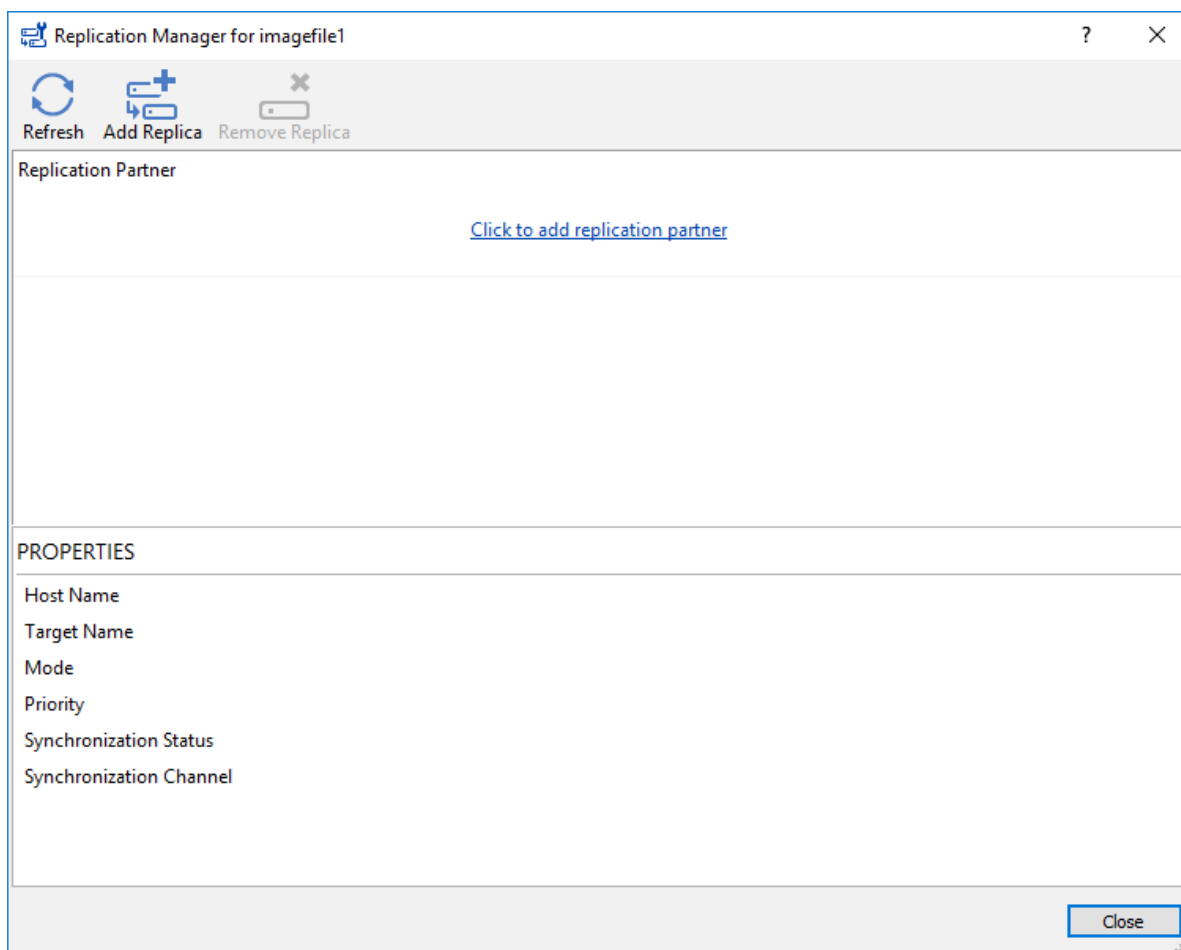 Replication Manager for imagefile1
?
Refresh Add Replica Remove Replica
Replication Partner
Click to add replication partner
PROPERTIES
Host Name
Target Name
Mode
Priority
Synchronization Status
Synchronization Channel
Close